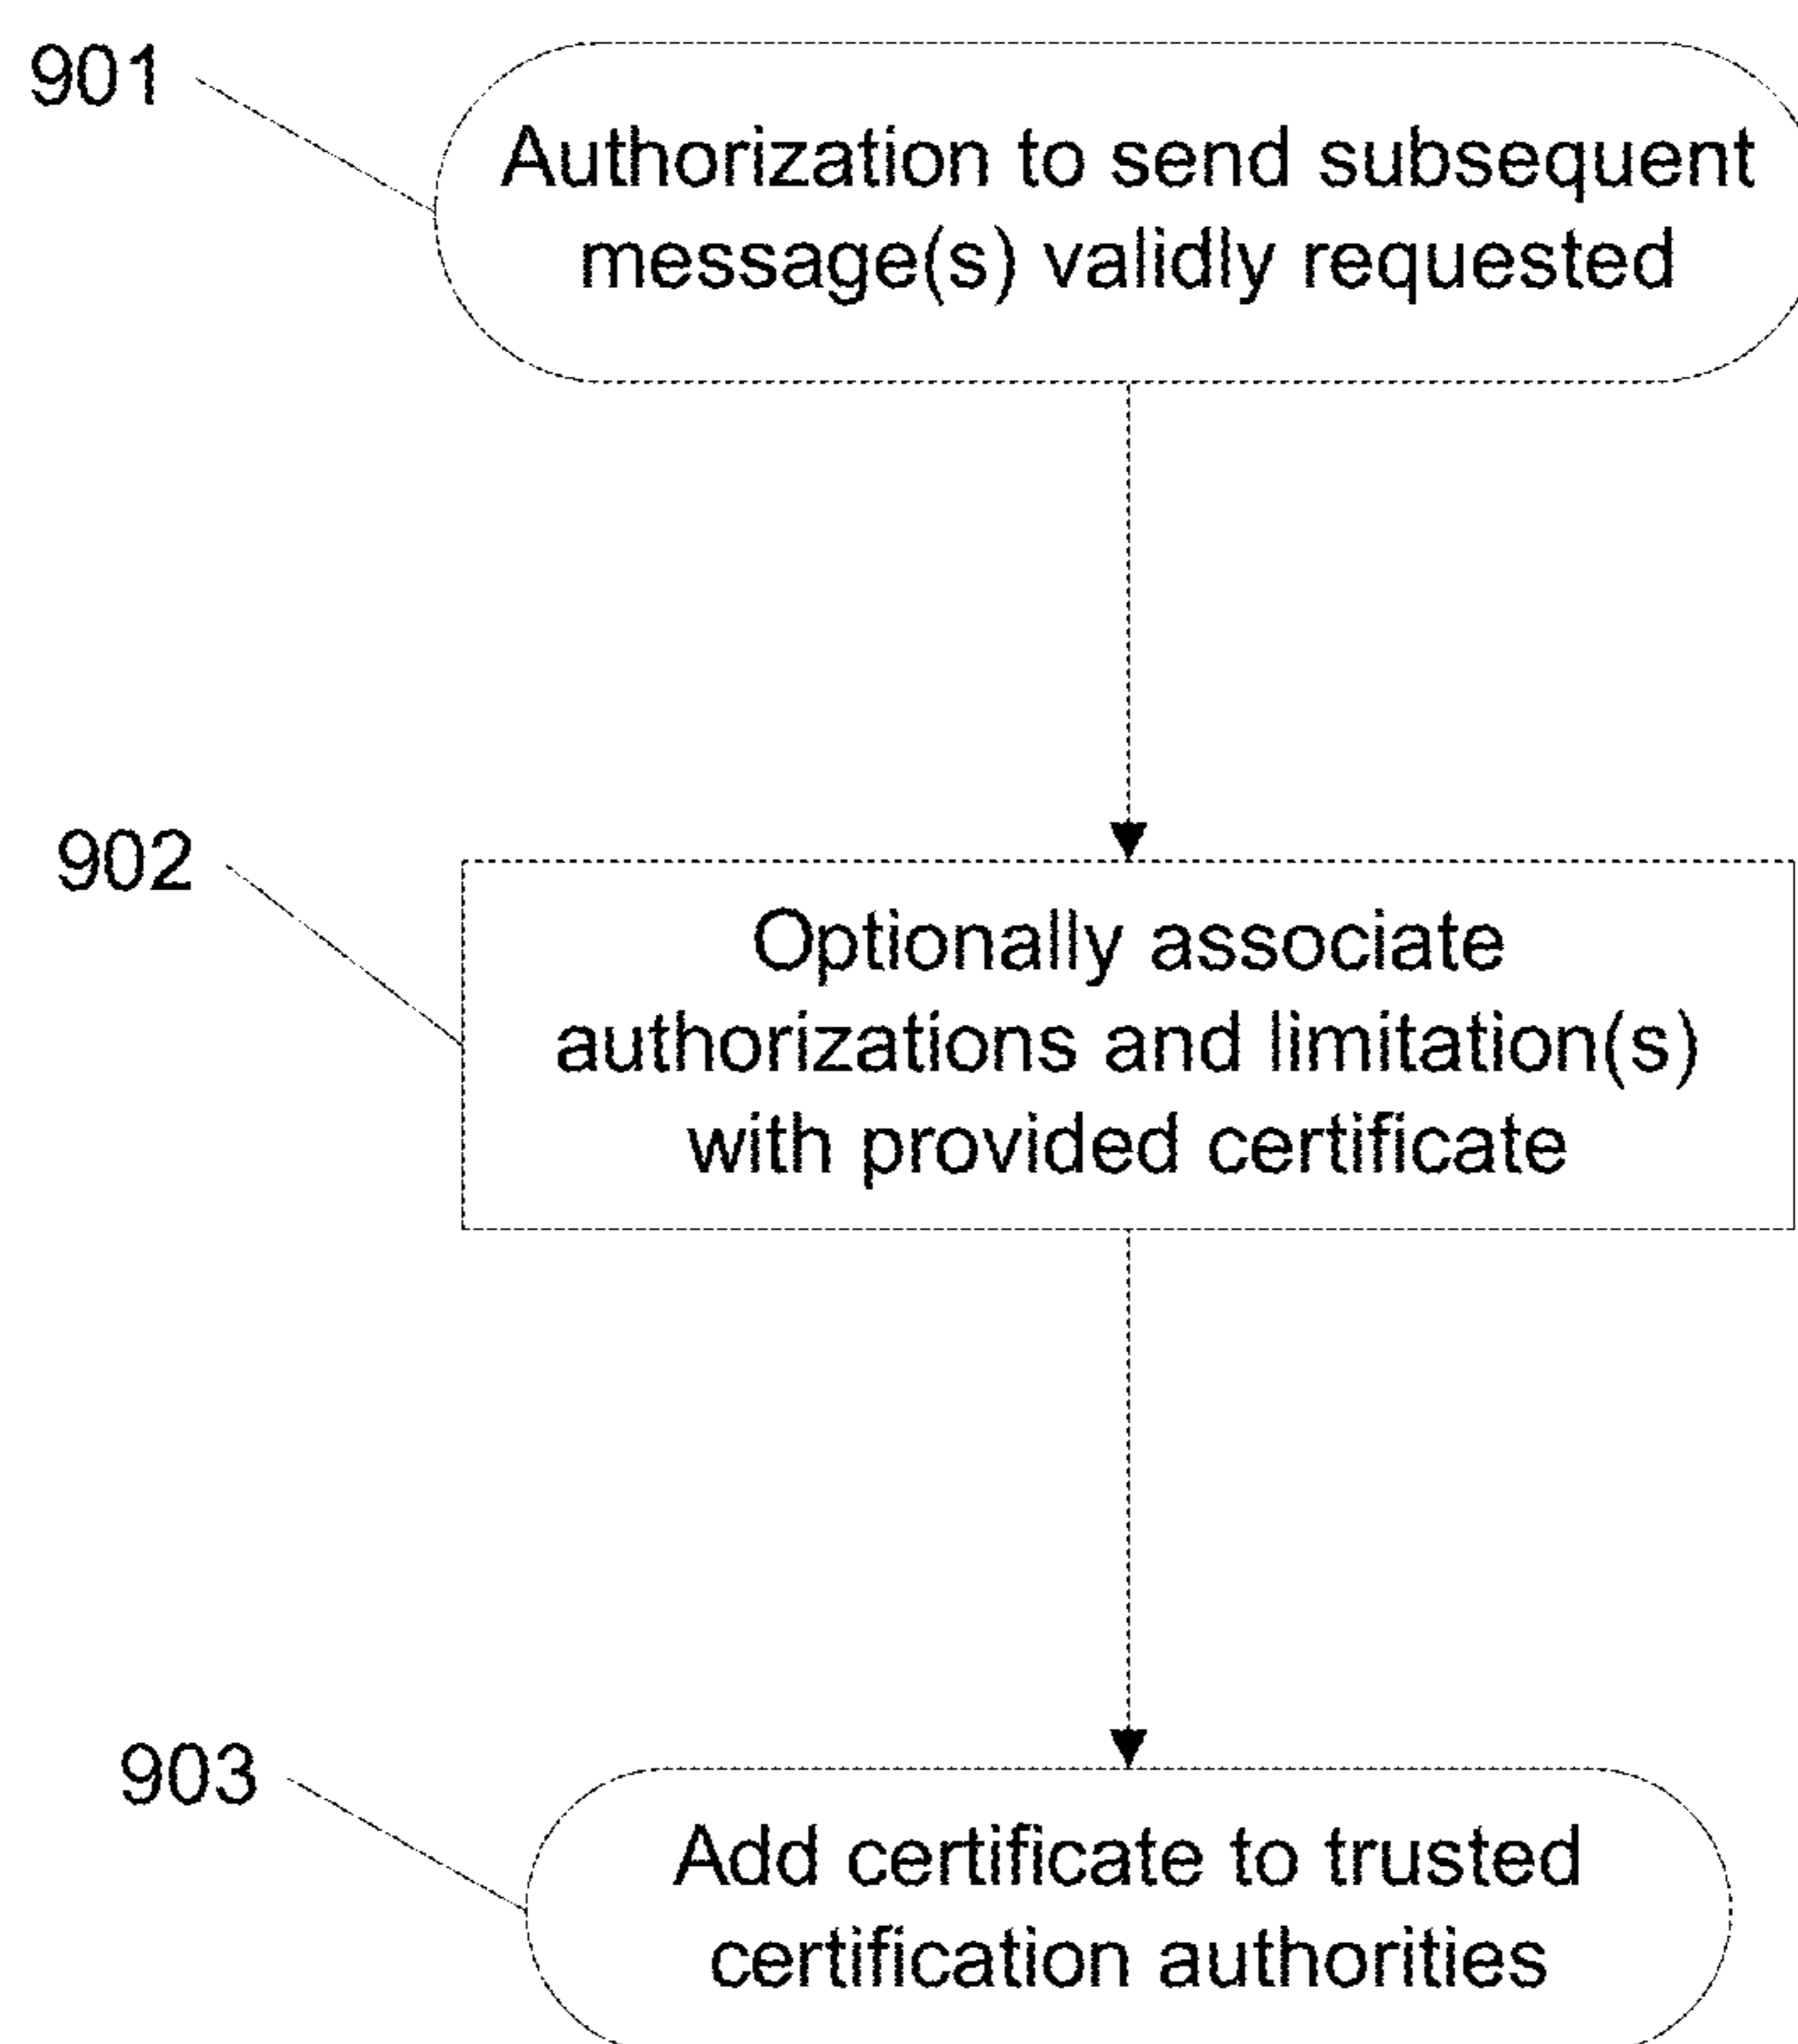 901
Authorization to send subsequent
message(s) validly requested
902
Optionally associate
authorizations and limitation(s)
with provided certificate
903
Add certificate to trusted
certification authorities